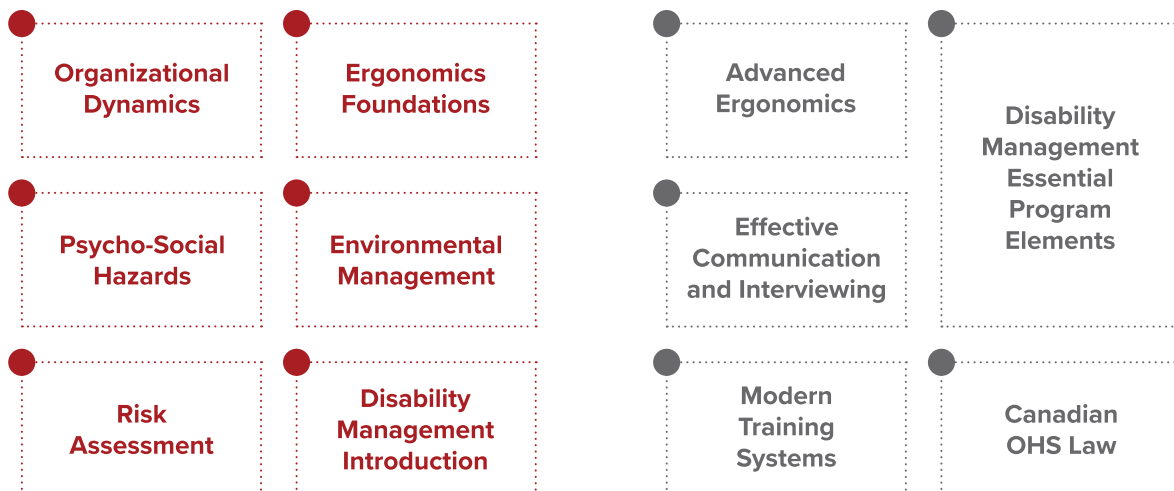 Organizational
Dynamics
Ergonomics
Foundations
Psycho-Social
Hazards
Environmental
Management
Risk
Assessment
Disability
Management
Introduction
Advanced
Ergonomics
Disability
Management
Essential
Program
Elements
Effective
Communication
and Interviewing
Modern
Training
Systems
Canadian
OHS Law